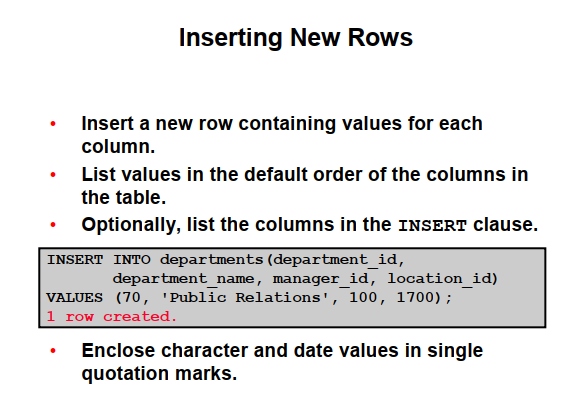 Inserting New Rows
• Insert a new row containing values for each
column.
• List values in the default order of the columns in
the table.
• Optionally, list the columns in the INSERT clause.
INSERT INTO departments(department_id,
department_name, manager_id, location_id)
VALUES (70, 'Public Relations', 100, 1700);
1 row created.
• Enclose character and date values in single
quotation marks.